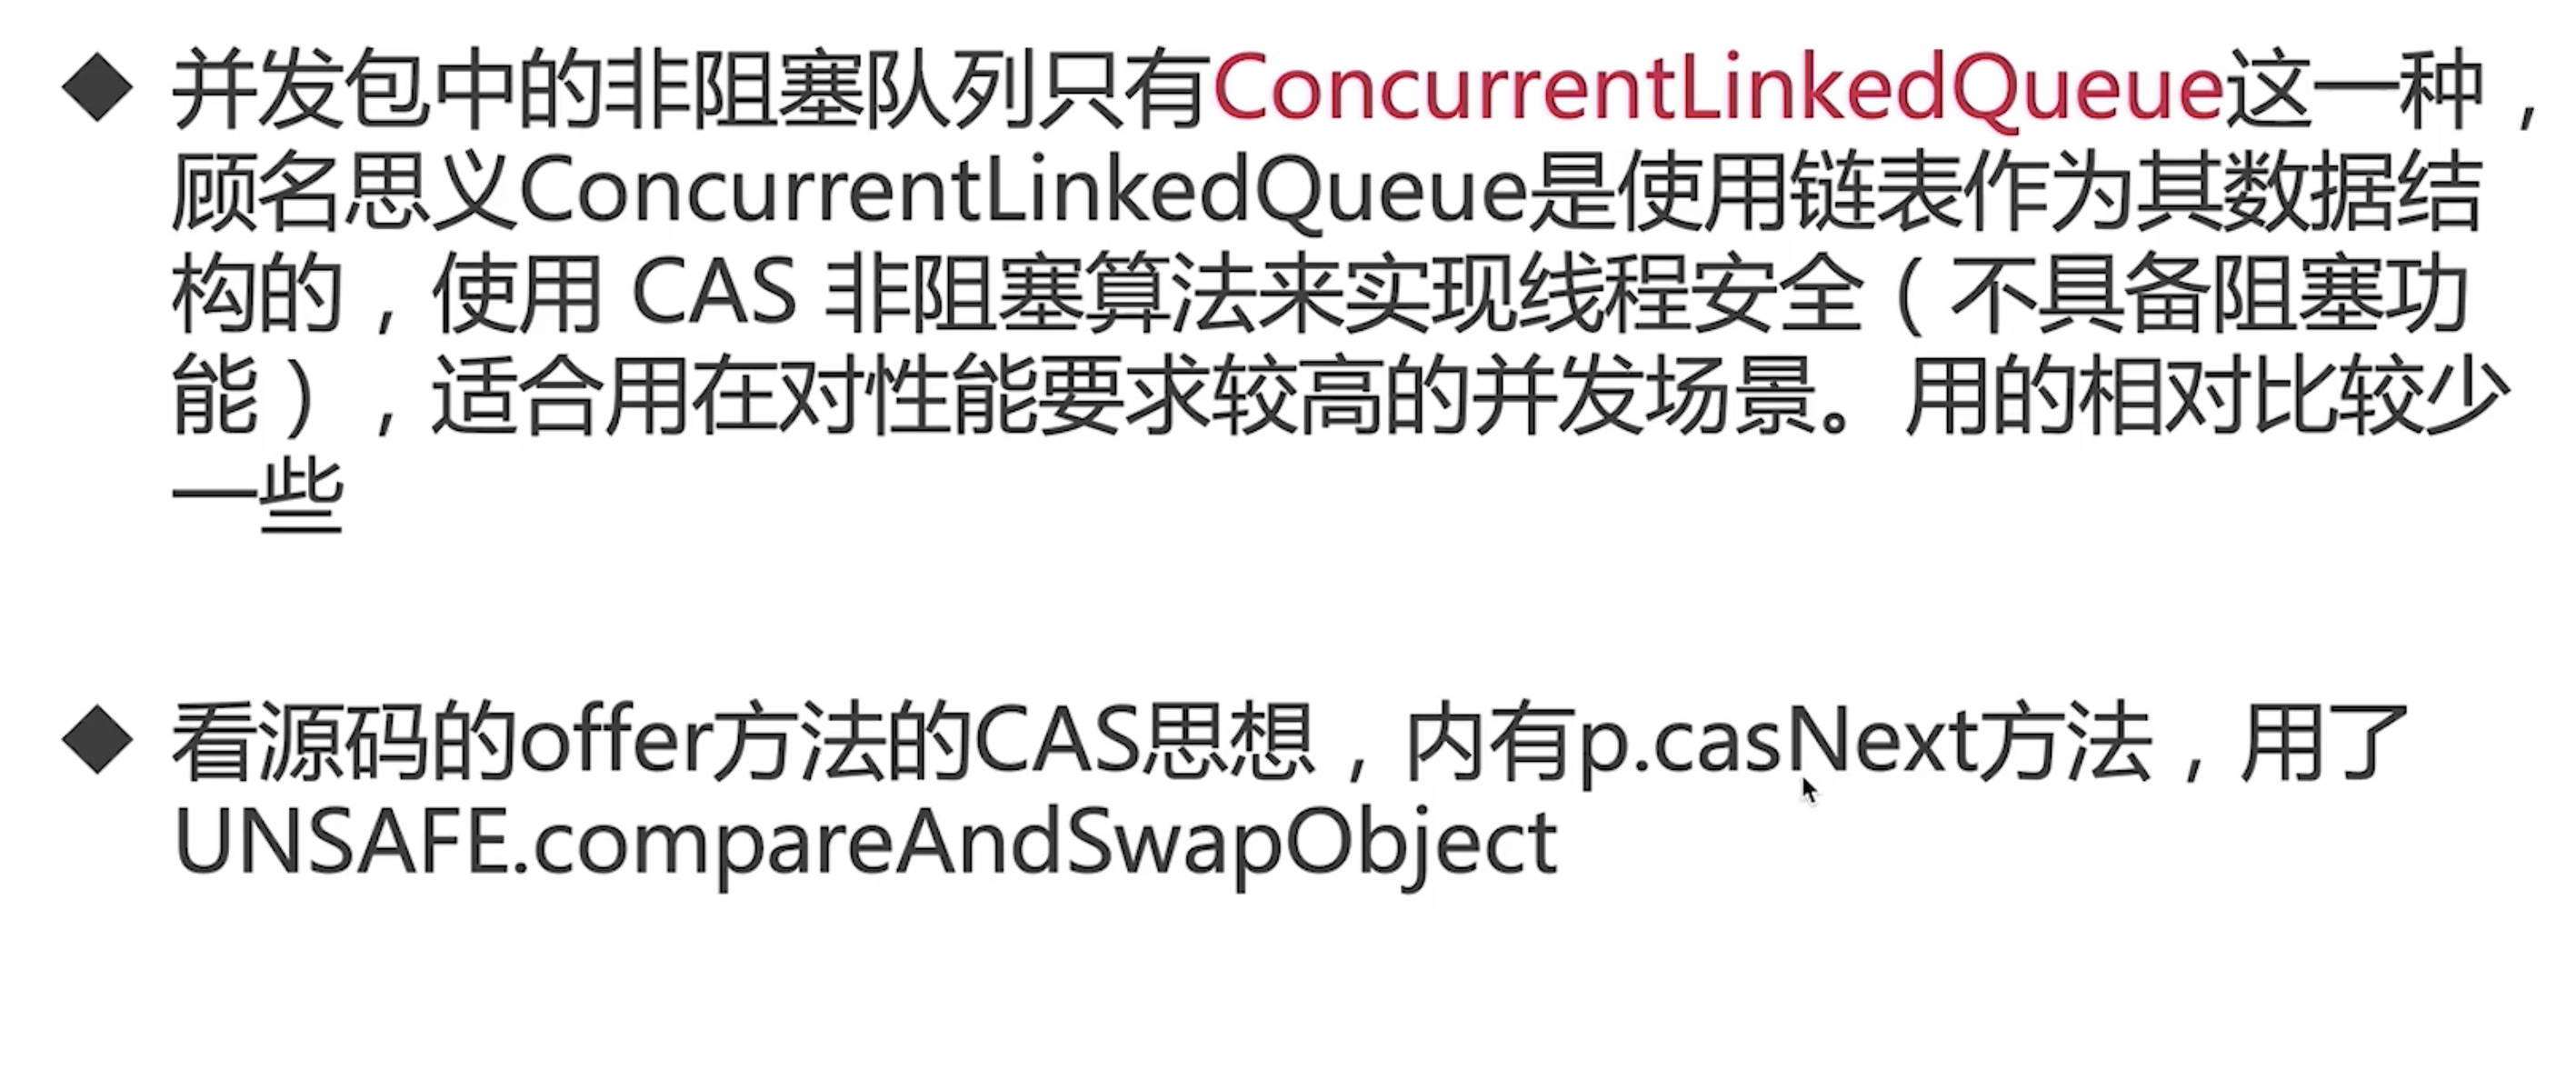 ◆ 并发包中的非阻塞队列只有ConcurrentLinkedQueue这一种，
顾名思义ConcurrentLinkedQueue是使用链表作为其数据结
构的，使用 CAS 非阻塞算法来实现线程安全（不具备阻塞功
能），适合用在对性能要求较高的并发场景。用的相对比较少
一些
◆ 看源码的offer方法的CAS思想，内有p.casNext方法，用了
UNSAFE.compareAndSwapObject